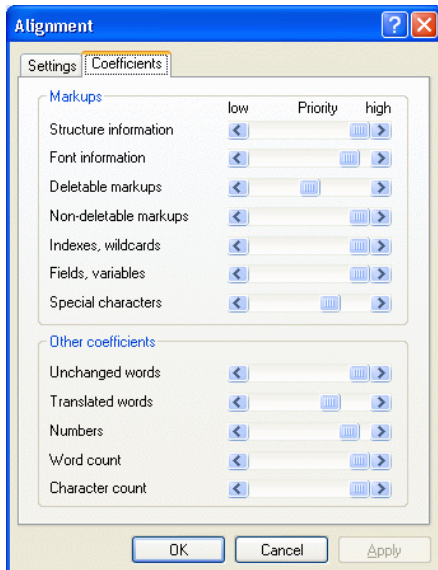 Alignment
Settings Coefficients
Markups
low Priority high
Structure information
Font information
Deletable markups
Non-deletable markups
Indexes, wildcards
Fields, variables
Special characters
Other coefficients
Unchanged words
Translated words
Numbers
Word count
Character count
OK Cancel Apply